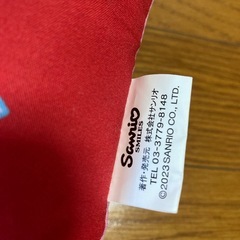 Sanrio
SMILES
著作・発売元 株式会社サンリオ
TEL 03-3779-8148
©2023 SANRIO CO., LTD.